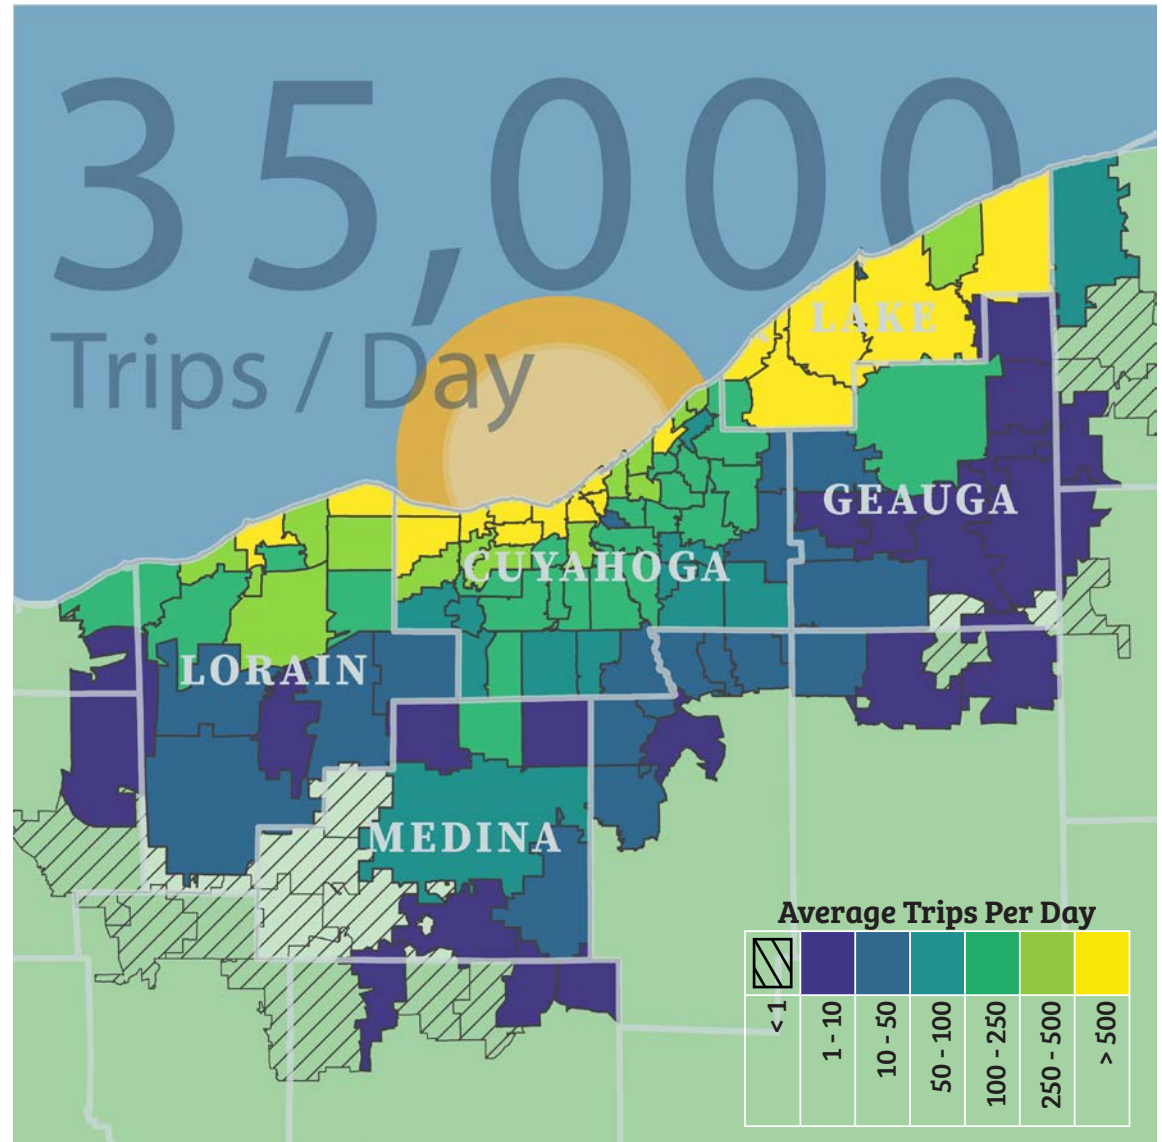 35,000
Trips / Day
LAKE
GEAUGA
CUYAHOGA
LORAIN
MEDINA
Average Trips Per Day
< 1
1 - 10
10 - 50
50 - 100
100 - 250
250 - 500
> 500